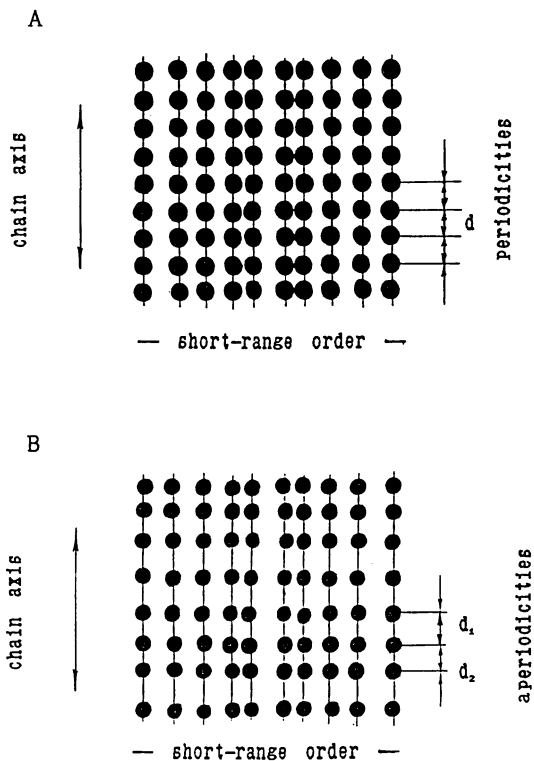 A
chain axis
periodicities
d
— short-range order —
B
chain axis
aperiodicities
d₁
d₂
— short-range order —